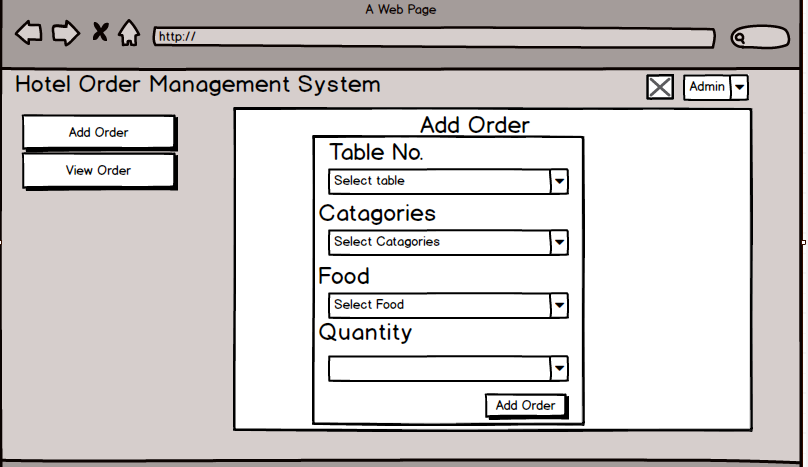 A Web Page
http://
Hotel Order Management System
Admin
Add Order
View Order
Add Order
Table No.
Select table
Catagories
Select Catagories
Food
Select Food
Quantity
Add Order